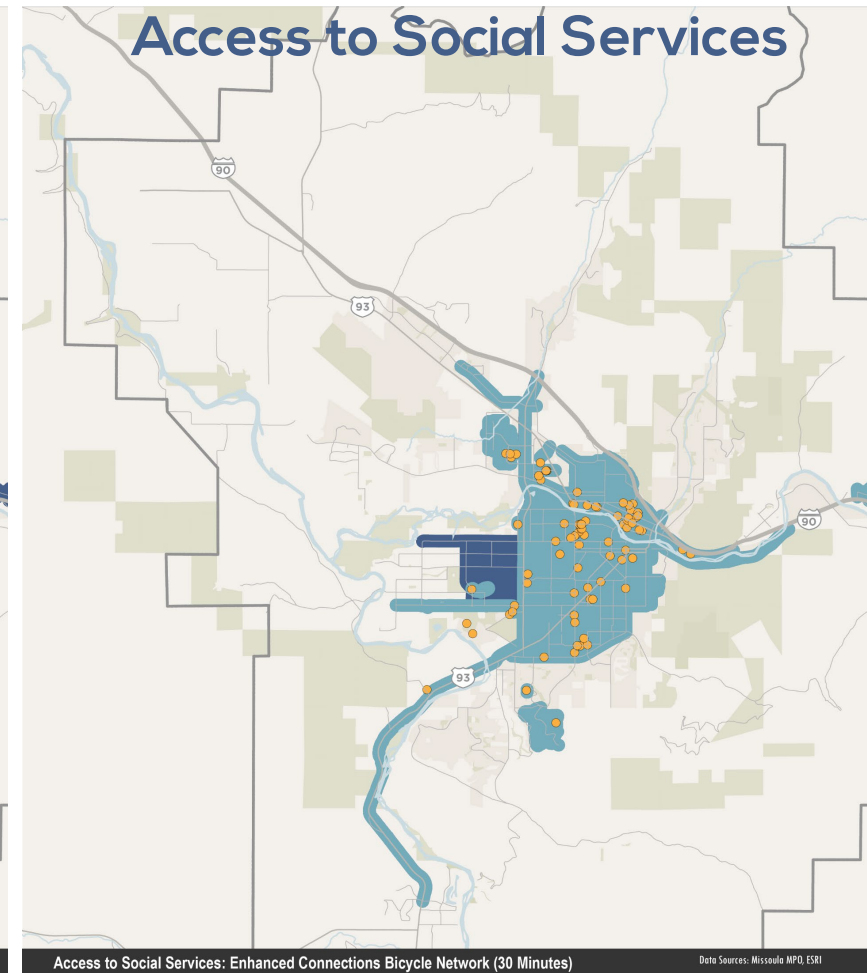 Access to Social Services
90
93
90
93
Access to Social Services: Enhanced Connections Bicycle Network (30 Minutes)
Data Sources: Missoula MPO, ESRI